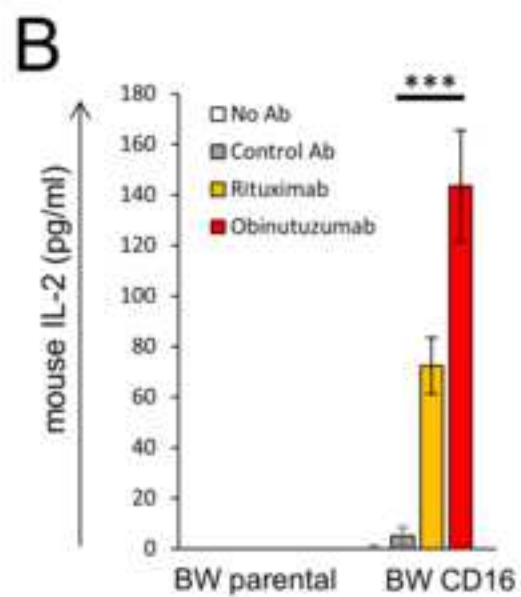 B
***
180
160
140
120
100
80
60
40
20
0
mouse IL-2 (pg/ml)
No Ab
Control Ab
Rituximab
Obinutuzumab
BW parental
BW CD16